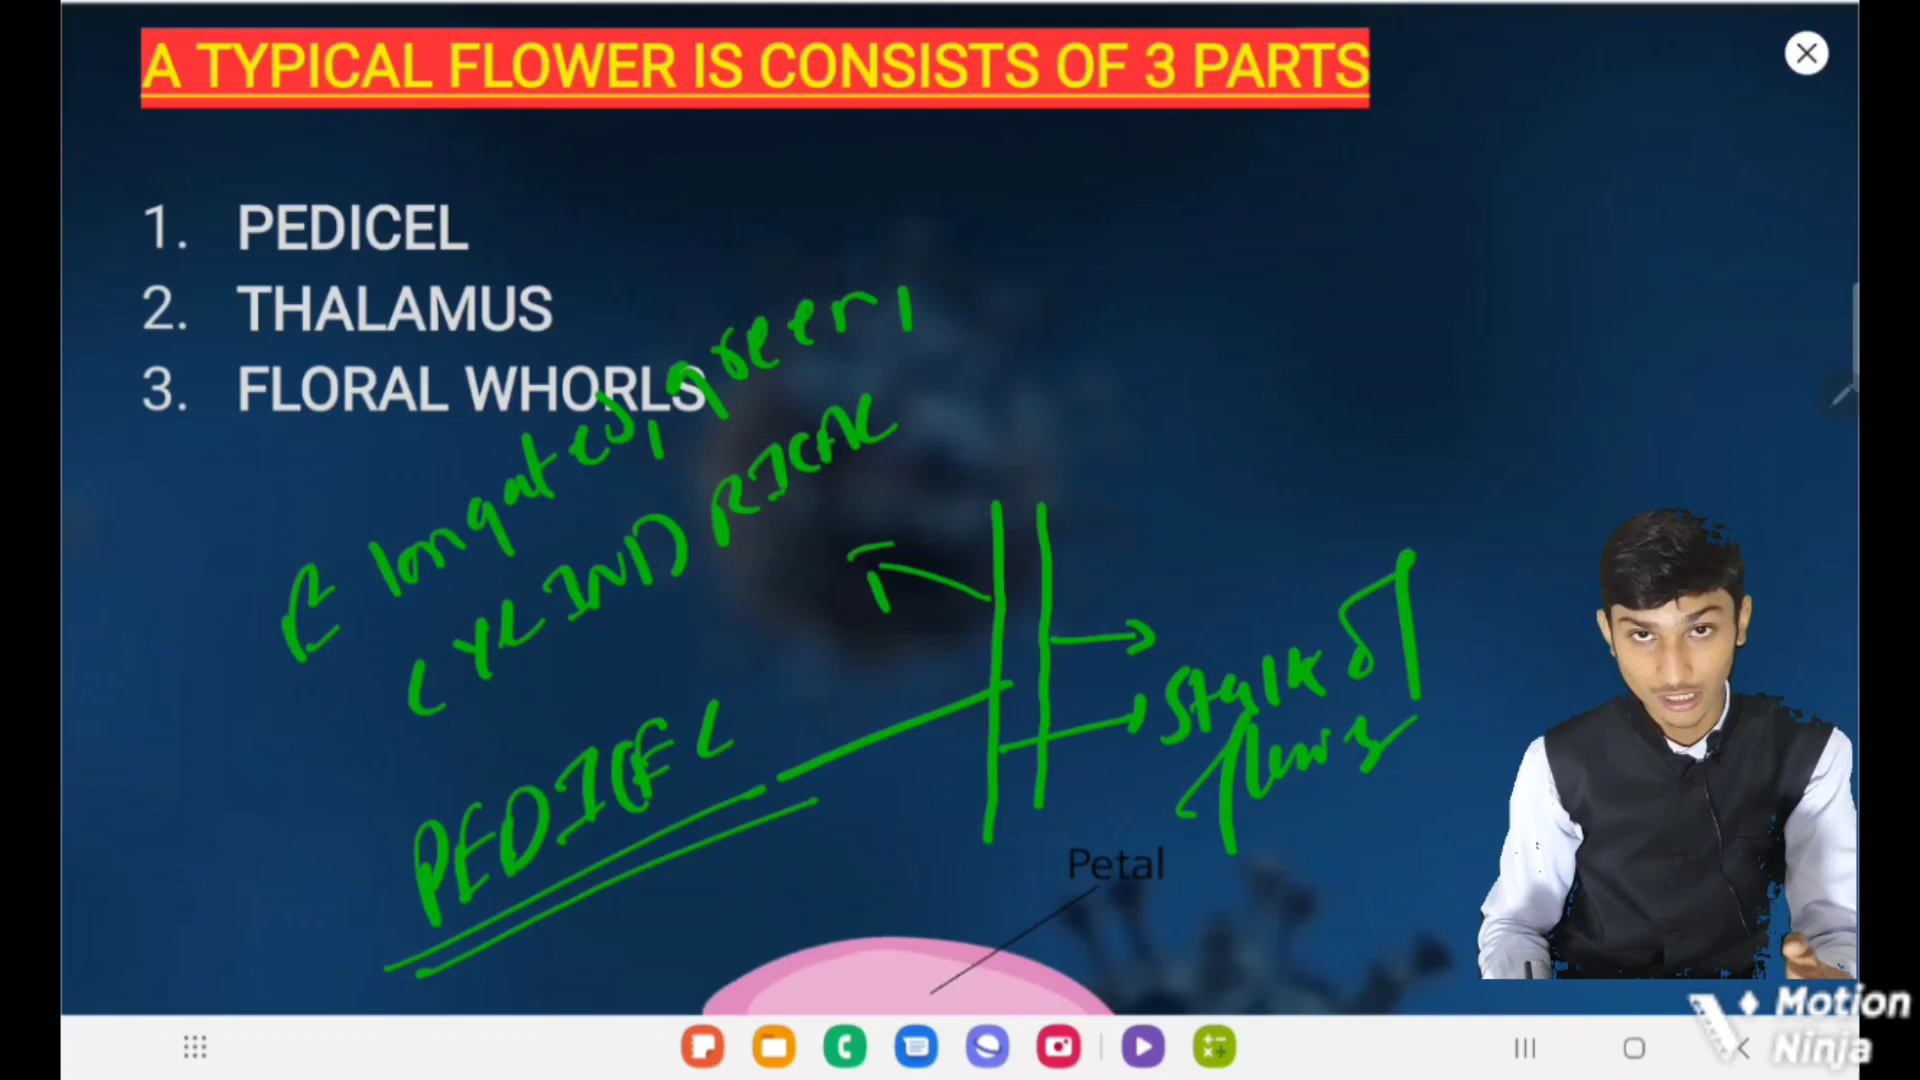 A TYPICAL FLOWER IS CONSISTS OF 3 PARTS
1. PEDICEL
2. THALAMUS
3. FLORAL WHORLS
Elongated, green,
CYLINDRICAL
Stalk of
flower
PEDICEL
Petal
Motion
Ninja